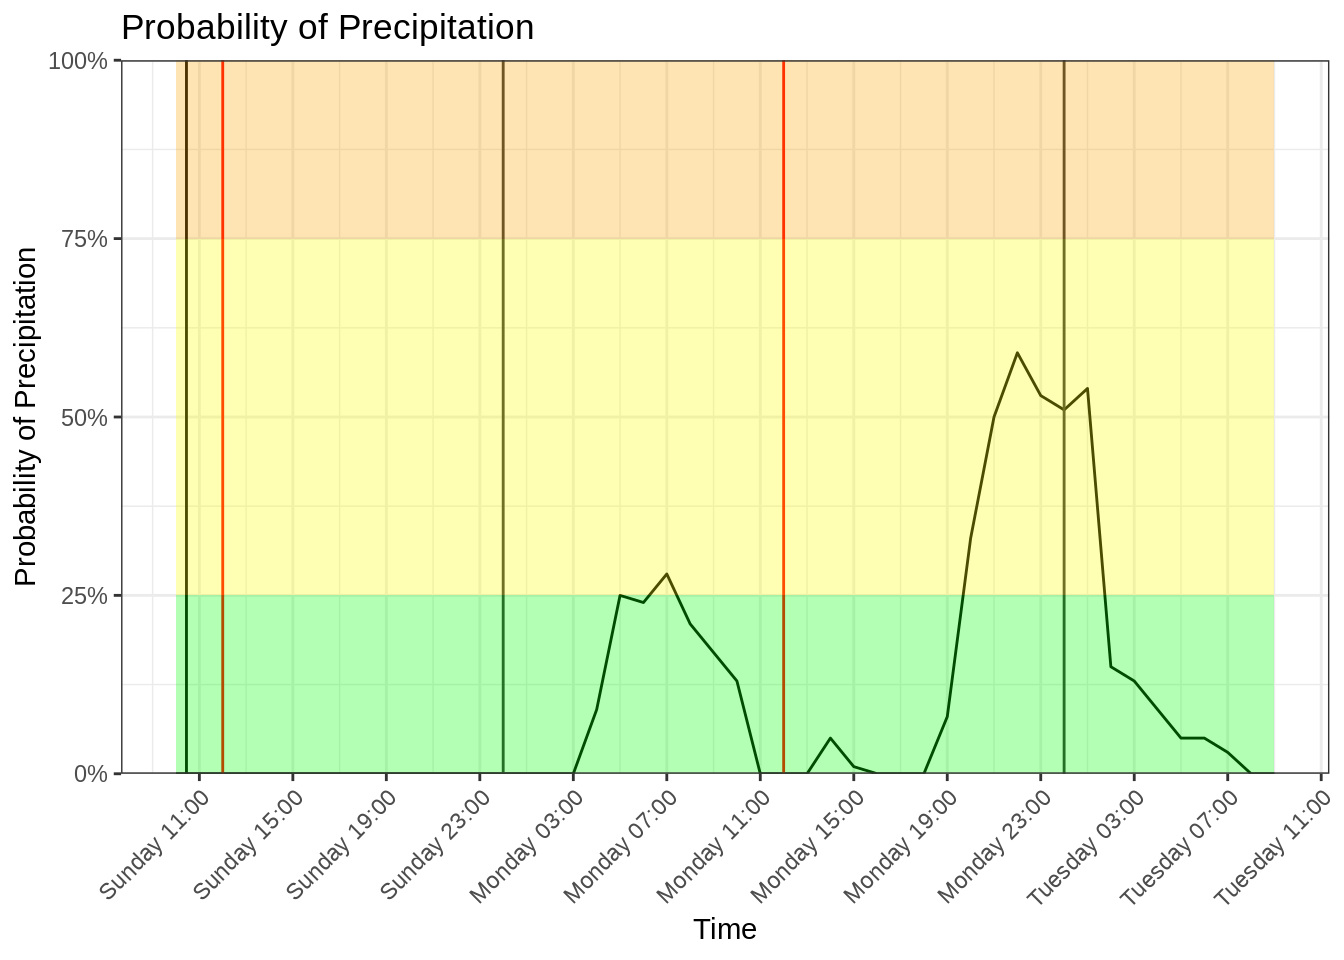 Probability of Precipitation
100%
75%
50%
25%
0%
Probability of Precipitation
Sunday 11:00
Sunday 15:00
Sunday 19:00
Sunday 23:00
Monday 03:00
Monday 07:00
Monday 11:00
Monday 15:00
Monday 19:00
Monday 23:00
Tuesday 03:00
Tuesday 07:00
Tuesday 11:00
Time